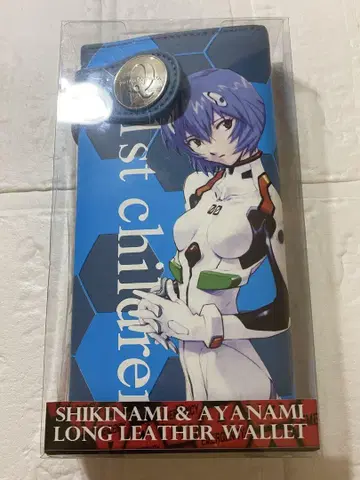 1st children
00
SHIKINAMI & AYANAMI
LONG LEATHER WALLET